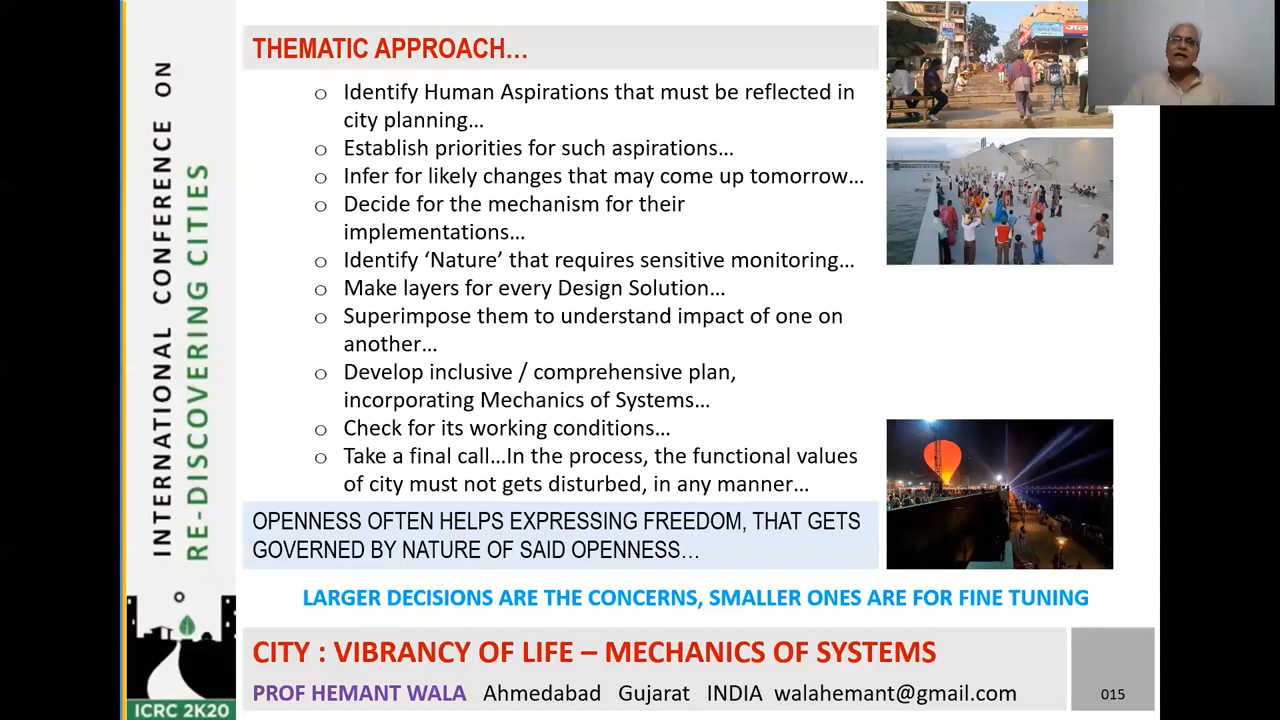 INTERNATIONAL CONFERENCE ON
RE-DISCOVERING CITIES
ICRC 2K20
THEMATIC APPROACH…
o Identify Human Aspirations that must be reflected in
city planning…
o Establish priorities for such aspirations…
o Infer for likely changes that may come up tomorrow…
o Decide for the mechanism for their
implementations…
o Identify ‘Nature’ that requires sensitive monitoring…
o Make layers for every Design Solution…
o Superimpose them to understand impact of one on
another…
o Develop inclusive / comprehensive plan,
incorporating Mechanics of Systems…
o Check for its working conditions…
o Take a final call…In the process, the functional values
of city must not gets disturbed, in any manner…
OPENNESS OFTEN HELPS EXPRESSING FREEDOM, THAT GETS
GOVERNED BY NATURE OF SAID OPENNESS…
LARGER DECISIONS ARE THE CONCERNS, SMALLER ONES ARE FOR FINE TUNING
CITY : VIBRANCY OF LIFE – MECHANICS OF SYSTEMS
PROF HEMANT WALA Ahmedabad Gujarat INDIA walahemant@gmail.com
015